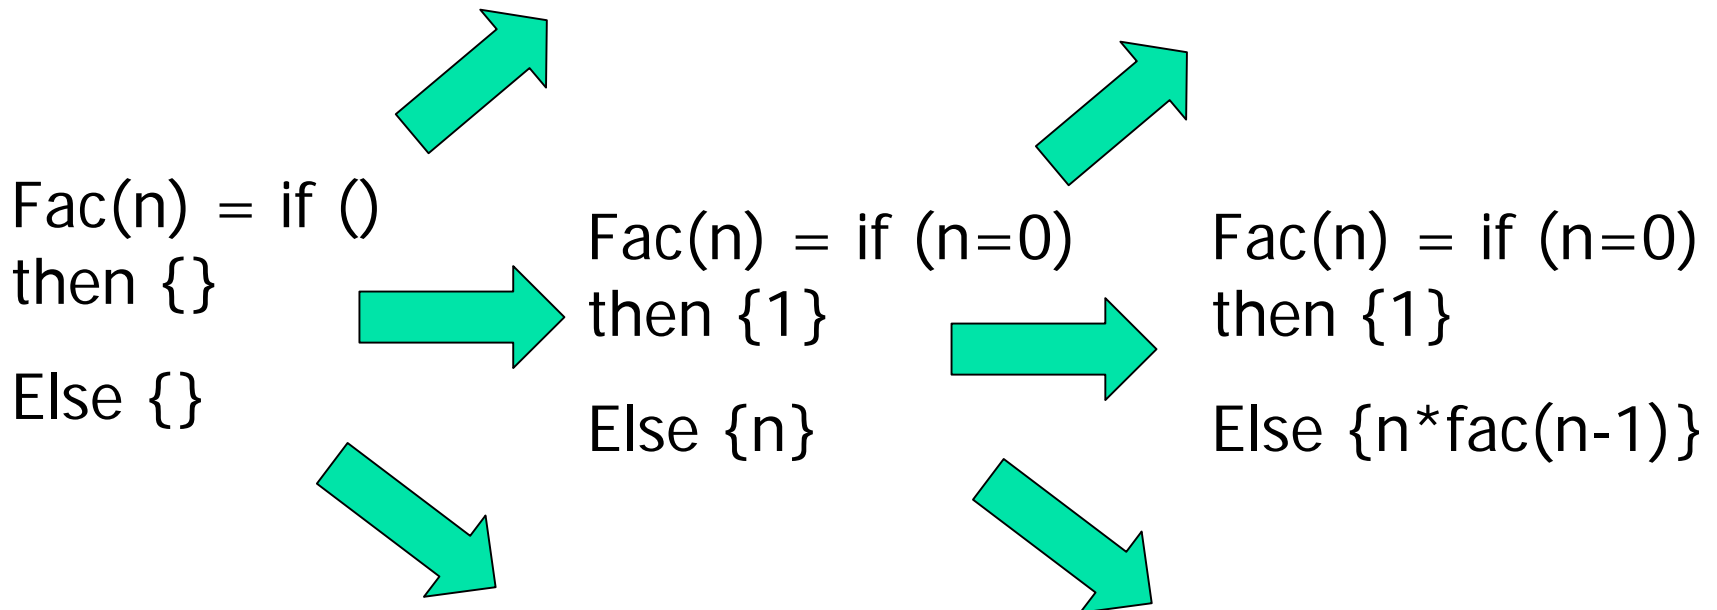 Fac(n) = if ()
then {}
Else {}
Fac(n) = if (n=0)
then {1}
Else {n}
Fac(n) = if (n=0)
then {1}
Else {n*fac(n-1)}